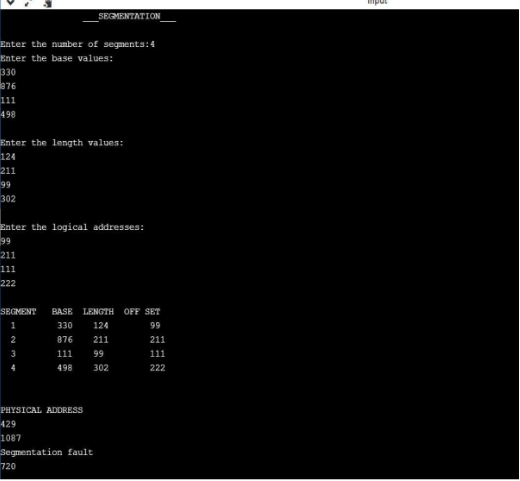 input
___SEGMENTATION___
Enter the number of segments:4
Enter the base values:
330
876
111
498
Enter the length values:
124
211
99
302
Enter the logical addresses:
99
211
111
222
SEGMENT BASE LENGTH OFF SET
1 330 124 99
2 876 211 211
3 111 99 111
4 498 302 222
PHYSICAL ADDRESS
429
1087
Segmentation fault
720